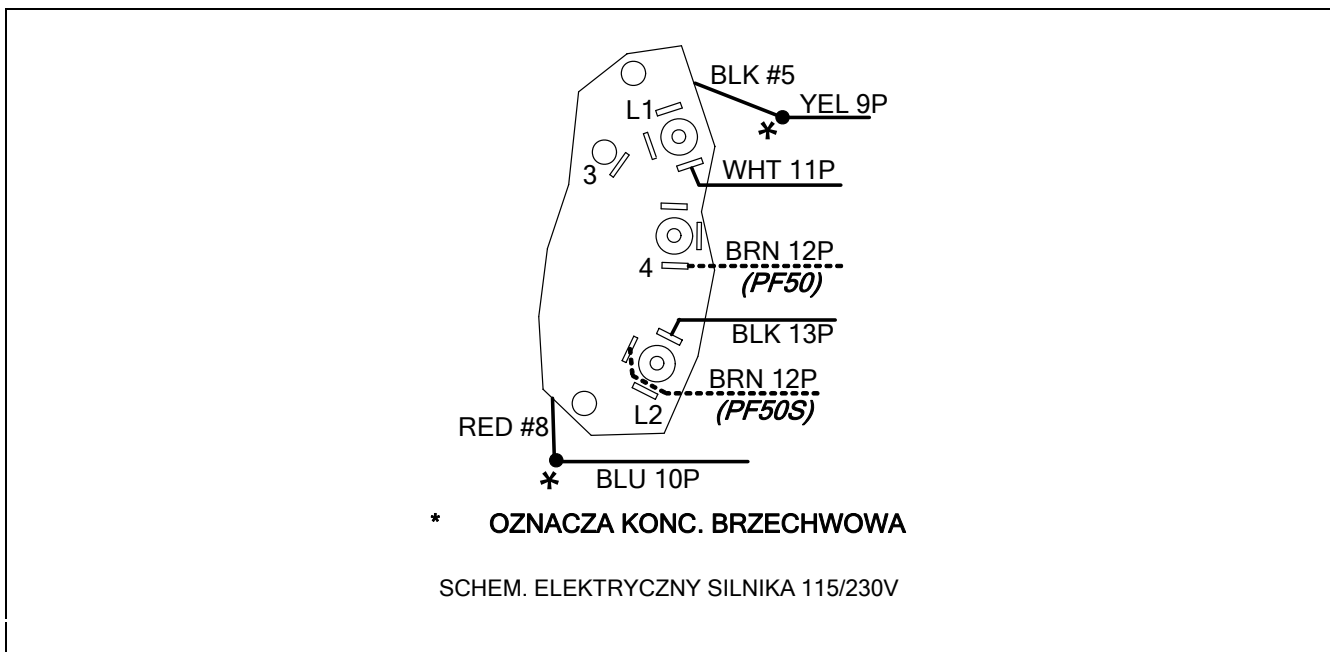 BLK #5
YEL 9P
L1
*
3
WHT 11P
BRN 12P
4
(PF50)
BLK 13P
BRN 12P
L2
(PF50S)
RED #8
*
BLU 10P
* OZNACZA KONC. BRZECHWOWA
SCHEM. ELEKTRYCZNY SILNIKA 115/230V